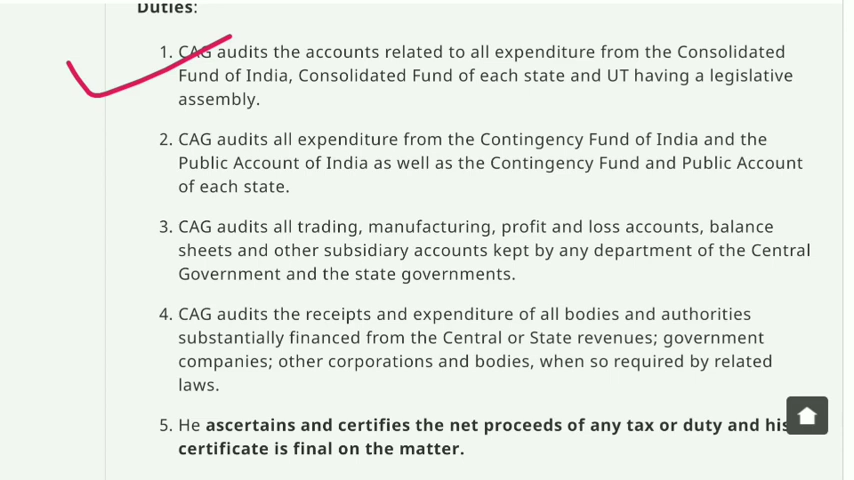 Duties:
1. CAG audits the accounts related to all expenditure from the Consolidated
Fund of India, Consolidated Fund of each state and UT having a legislative
assembly.
2. CAG audits all expenditure from the Contingency Fund of India and the
Public Account of India as well as the Contingency Fund and Public Account
of each state.
3. CAG audits all trading, manufacturing, profit and loss accounts, balance
sheets and other subsidiary accounts kept by any department of the Central
Government and the state governments.
4. CAG audits the receipts and expenditure of all bodies and authorities
substantially financed from the Central or State revenues; government
companies; other corporations and bodies, when so required by related
laws.
5. He ascertains and certifies the net proceeds of any tax or duty and his
certificate is final on the matter.